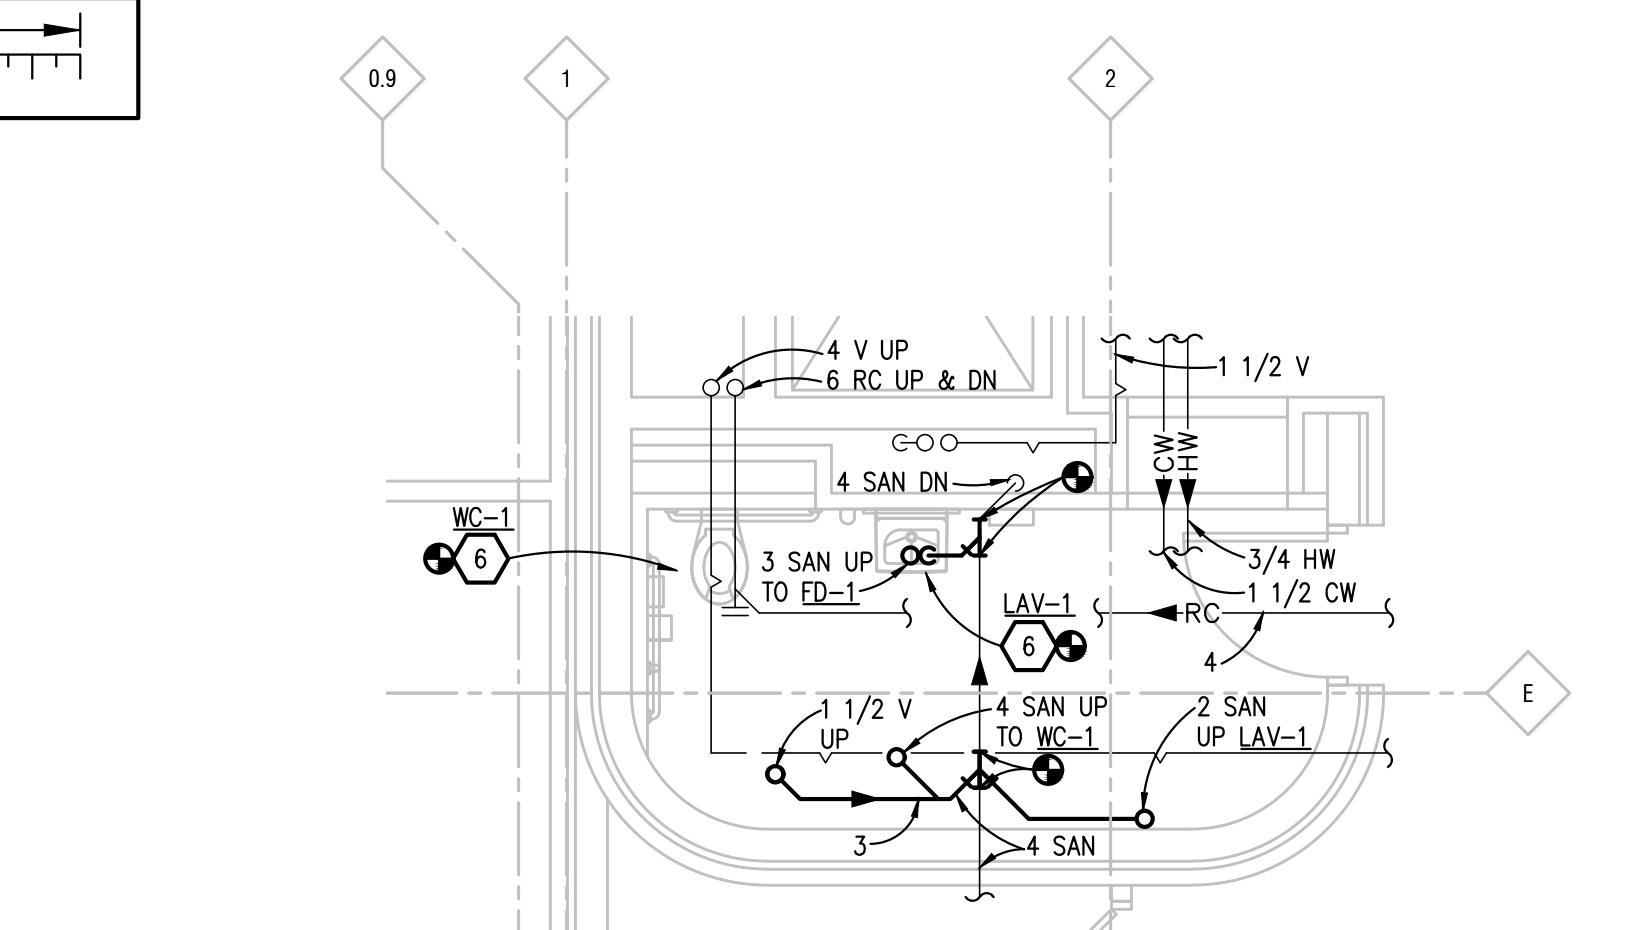 0.9
1
2
4 V UP
6 RC UP & DN
1 1/2 V
CW
HW
4 SAN DN
WC-1
6
3 SAN UP
TO FD-1
3/4 HW
1 1/2 CW
LAV-1
6
RC
4
E
1 1/2 V
UP
4 SAN UP
TO WC-1
2 SAN
UP LAV-1
3
4 SAN